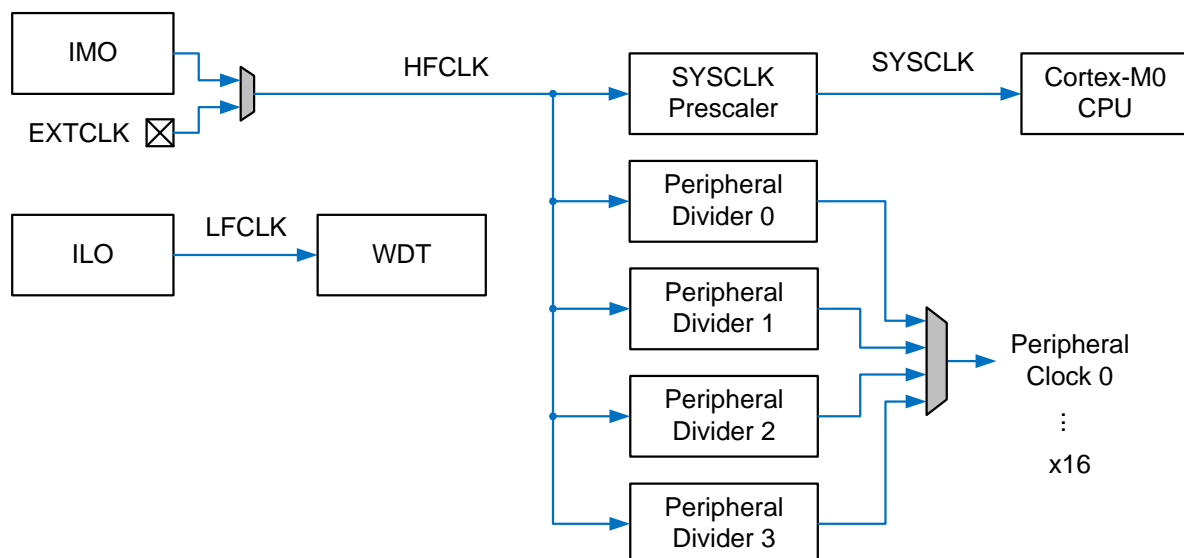 IMO
HFCLK
SYSCLK
Prescaler
SYSCLK
Cortex-M0
CPU
EXTCLK
ILO
LFCLK
WDT
Peripheral
Divider 0
Peripheral
Divider 1
Peripheral
Divider 2
Peripheral
Divider 3
Peripheral
Clock 0
⋮
x16